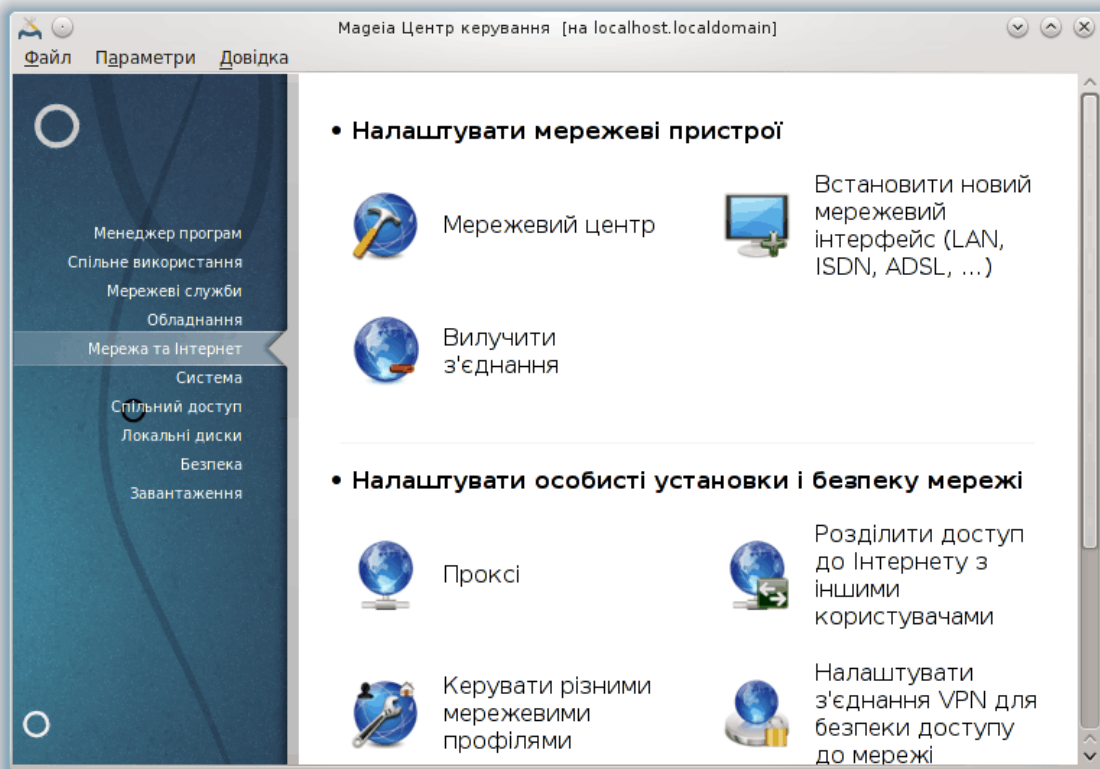 Mageia Центр керування [на localhost.localdomain]
Файл Параметри Довідка
Менеджер програм
Спільне використання
Мережеві служби
Обладнання
Мережа та Інтернет
Система
Спільний доступ
Локальні диски
Безпека
Завантаження
• Налаштувати мережеві пристрої
Мережевий центр
Встановити новий
мережевий
інтерфейс (LAN,
ISDN, ADSL, ...)
Вилучити
з'єднання
• Налаштувати особисті установки і безпеку мережі
Проксі
Розділити доступ
до Інтернету з
іншими
користувачами
Керувати різними
мережевими
профілями
Налаштувати
з'єднання VPN для
безпеки доступу
до мережі